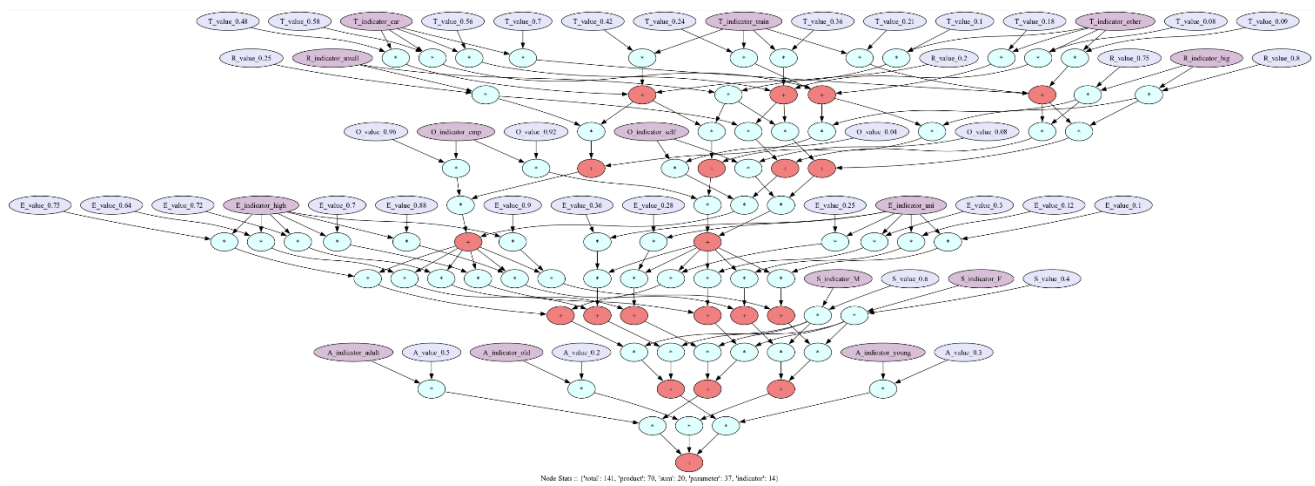 T_value_0.48 T_value_0.58 T_indicator_car T_value_0.56 T_value_0.7 T_value_0.42 T_value_0.24 T_indicator_train T_value_0.36 T_value_0.21 T_value_0.1 T_value_0.18 T_indicator_other T_value_0.08 T_value_0.09
R_value_0.25 R_indicator_small R_value_0.2 R_value_0.75 R_indicator_big R_value_0.8
O_value_0.96 O_indicator_emp O_value_0.92 O_indicator_self O_value_0.04 O_value_0.08
E_value_0.75 E_value_0.64 E_value_0.72 E_indicator_high E_value_0.7 E_value_0.88 E_value_0.9 E_value_0.36 E_value_0.28 E_value_0.25 E_indicator_uni E_value_0.3 E_value_0.12 E_value_0.1
S_indicator_M S_value_0.6 S_indicator_F S_value_0.4
A_indicator_adult A_value_0.5 A_indicator_old A_value_0.2 A_indicator_young A_value_0.3
Node Stats :: {'total': 141, 'product': 70, 'sum': 20, 'parameter': 37, 'indicator': 14}